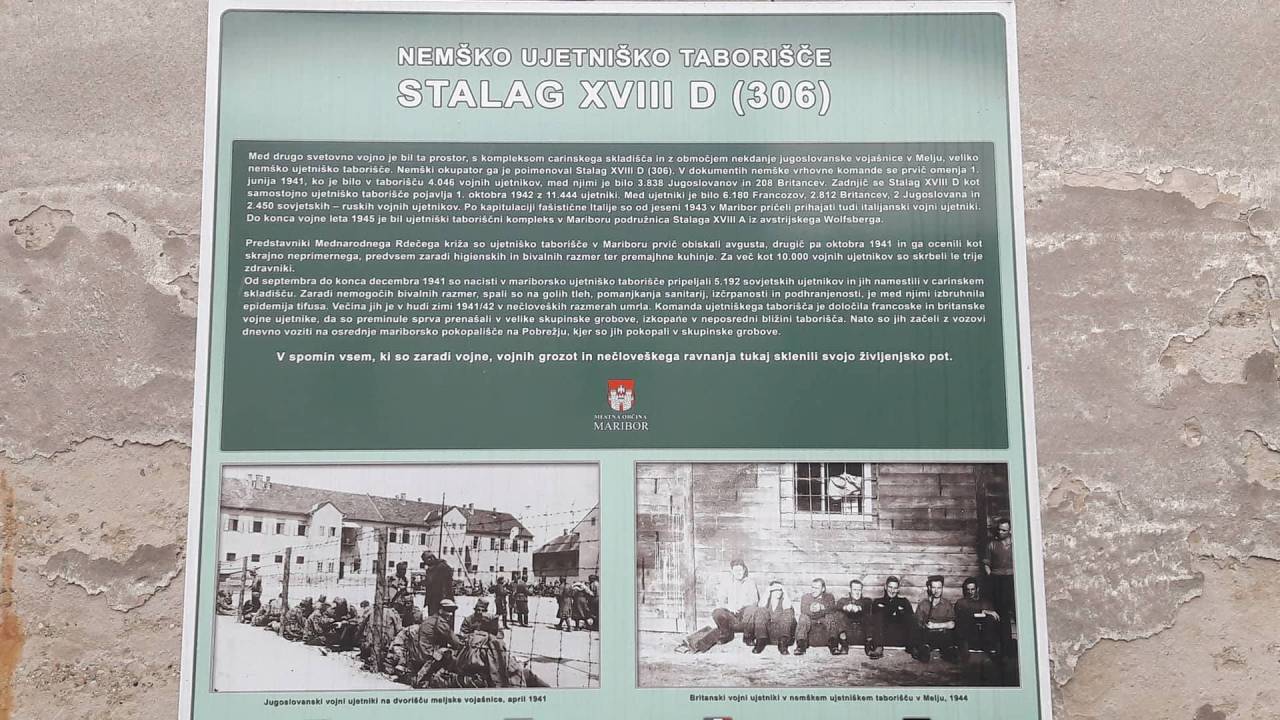 NEMŠKO UJETNIŠKO TABORIŠČE
STALAG XVIII D (306)
Med drugo svetovno vojno je bil ta prostor, s kompleksom carinskega skladišča in z območjem nekdanje jugoslovanske vojašnice v Melju, veliko
nemško ujetniško taborišče. Nemški okupator ga je poimenoval Stalag XVIII D (306). V dokumentih nemške vrhovne komande se prvič omenja 1.
junija 1941, ko je bilo v taborišču 4.046 vojnih ujetnikov, med njimi je bilo 3.838 Jugoslovanov in 208 Britancev. Zadnjič se Stalag XVIII D kot
samostojno ujetniško taborišče pojavlja 1. oktobra 1942 z 11.444 ujetniki. Med ujetniki je bilo 6.180 Francozov, 2.812 Britancev, 2 Jugoslovana in
2.450 sovjetskih – ruskih vojnih ujetnikov. Po kapitulaciji fašistične Italije so od jeseni 1943 v Maribor pričeli prihajati tudi italijanski vojni ujetniki.
Do konca vojne leta 1945 je bil ujetniški taboriščni kompleks v Mariboru podružnica Stalaga XVIII A iz avstrijskega Wolfsberga.
Predstavniki Mednarodnega Rdečega križa so ujetniško taborišče v Mariboru prvič obiskali avgusta, drugič pa oktobra 1941 in ga ocenili kot
skrajno neprimernega, predvsem zaradi higienskih in bivalnih razmer ter premajhne kuhinje. Za več kot 10.000 vojnih ujetnikov so skrbeli le trije
zdravniki.
Od septembra do konca decembra 1941 so nacisti v mariborsko ujetniško taborišče pripeljali 5.192 sovjetskih ujetnikov in jih namestili v carinskem
skladišču. Zaradi nemogočih bivalnih razmer, spali so na golih tleh, pomanjkanja sanitarij, izčrpanosti in podhranjenosti, je med njimi izbruhnila
epidemija tifusa. Večina jih je v hudi zimi 1941/42 v nečloveških razmerah umrla. Komanda ujetniškega taborišča je določila francoske in britanske
vojne ujetnike, da so preminule sprva prenašali v velike skupinske grobove, izkopane v neposredni bližini taborišča. Nato so jih začeli z vozovi
dnevno voziti na osrednje mariborsko pokopališče na Pobrežju, kjer so jih pokopali v skupinske grobove.
V spomin vsem, ki so zaradi vojne, vojnih grozot in nečloveškega ravnanja tukaj sklenili svojo življenjsko pot.
MESTNA OBČINA
MARIBOR
Jugoslovanski vojni ujetniki na dvorišču meljske vojašnice, april 1941
Britanski vojni ujetniki v nemškem ujetniškem taborišču v Melju, 1944